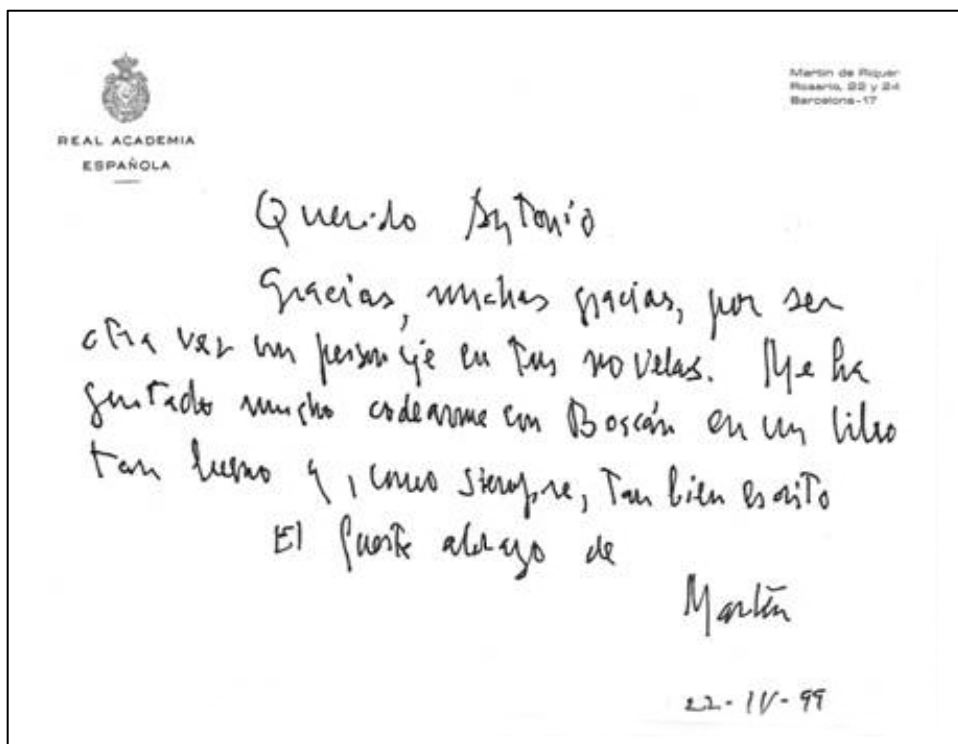 REAL ACADEMIA
ESPAÑOLA
Martín de Riquer
Rosario, 22 y 24
Barcelona-17
Querido Antonio
Gracias, muchas gracias, por ser
otra vez un personaje en tus novelas. Me ha
gustado mucho codearme con Boscán en un libro
tan bueno y, como siempre, tan bien escrito
El fuerte abrazo de
Martín
22-IV-99